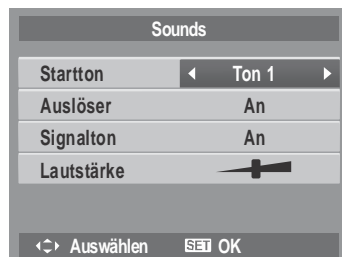 Sounds
Startton Ton 1
Auslöser An
Signalton An
Lautstärke
Auswählen SET OK